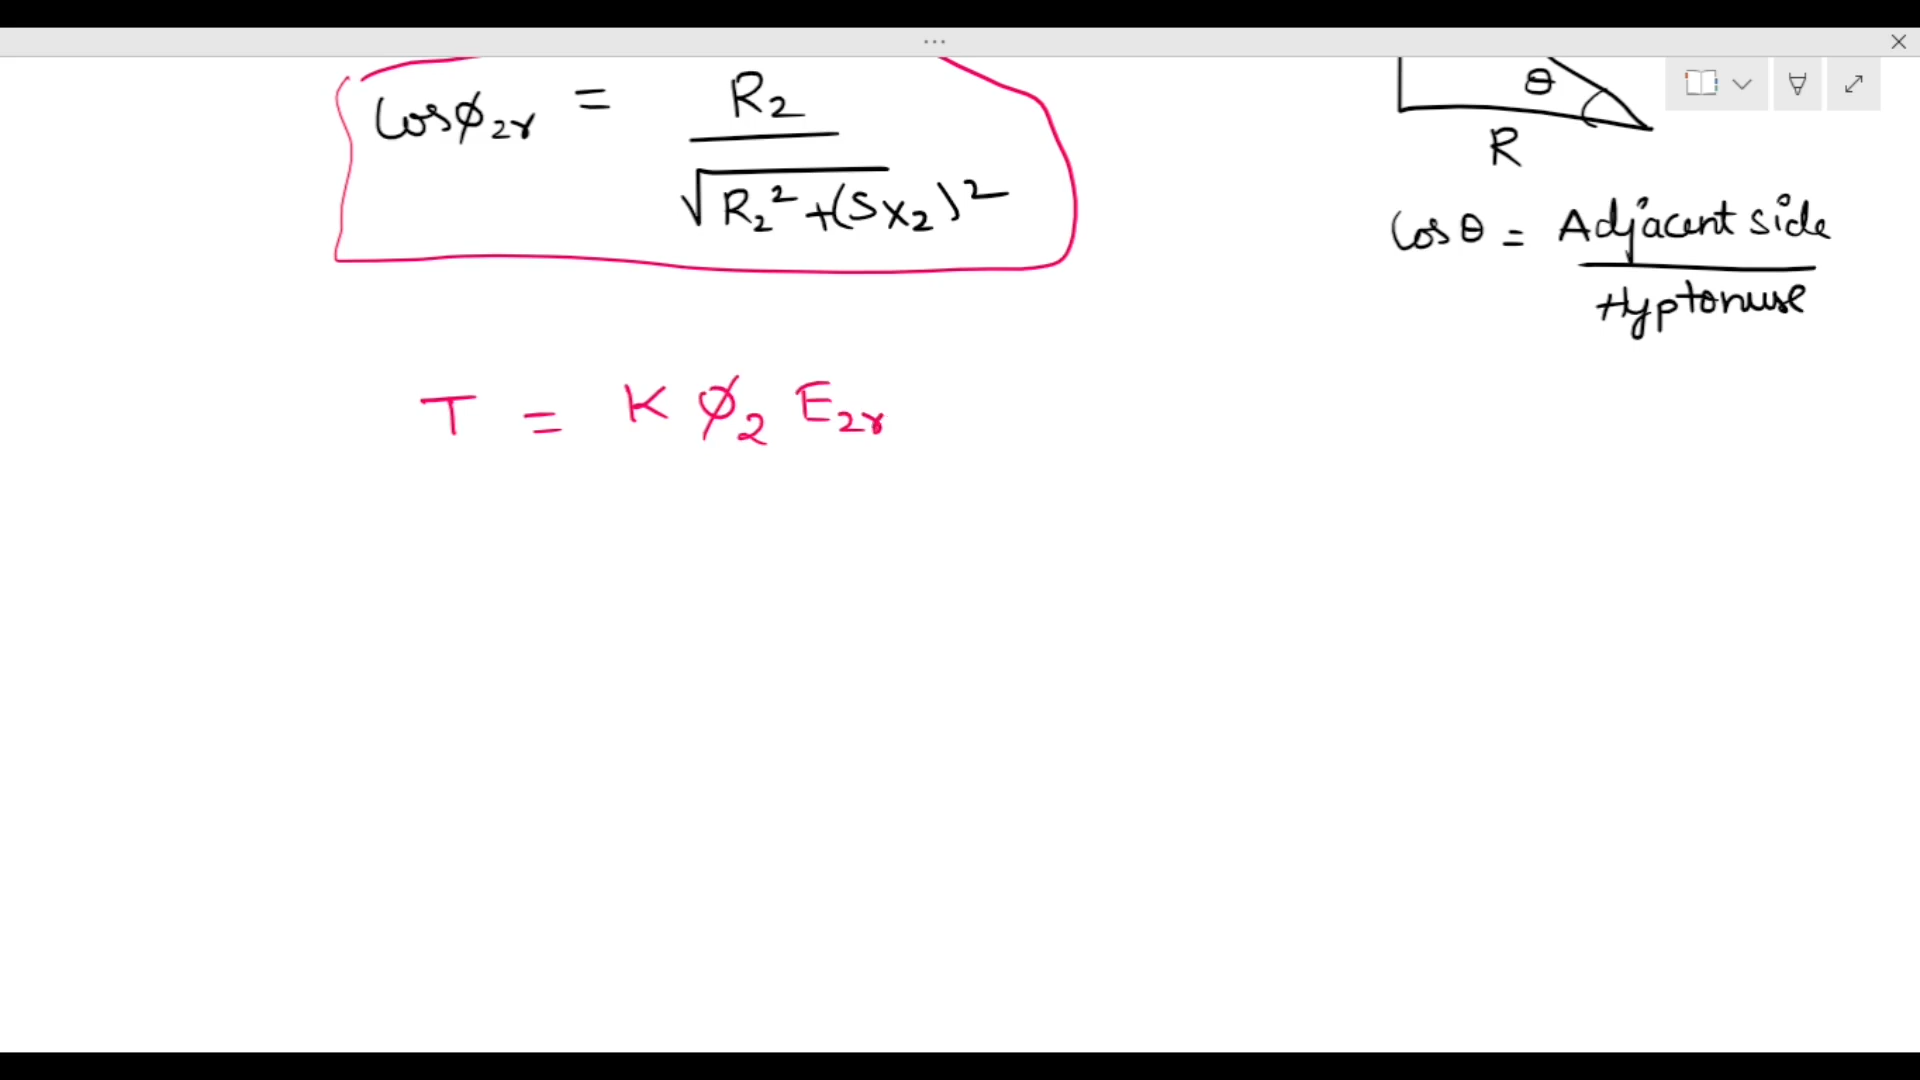 Cosφ₂ᵣ = R₂
√R₂² + (SX₂)²
θ
R
Cos θ = Adjacent side
Hyptonuse
T = K φ₂ E₂ᵣ